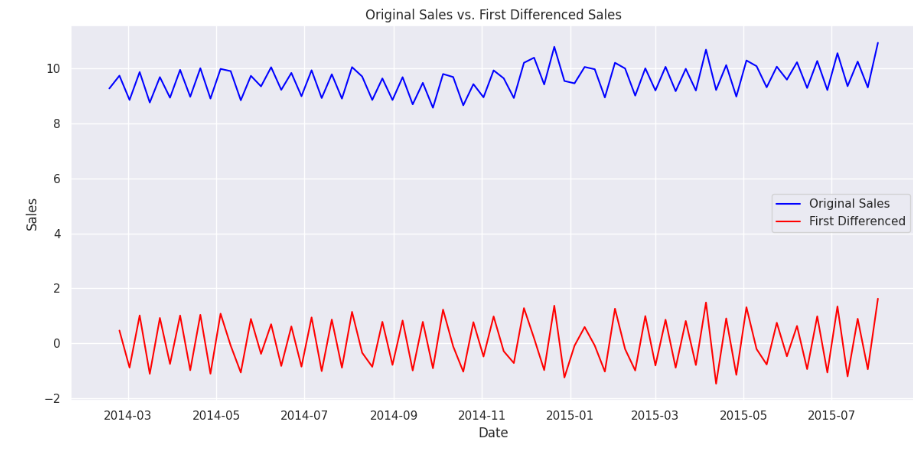 Original Sales vs. First Differenced Sales
10
8
6
4
2
0
−2
Sales
Original Sales
First Differenced
2014-03 2014-05 2014-07 2014-09 2014-11 2015-01 2015-03 2015-05 2015-07
Date